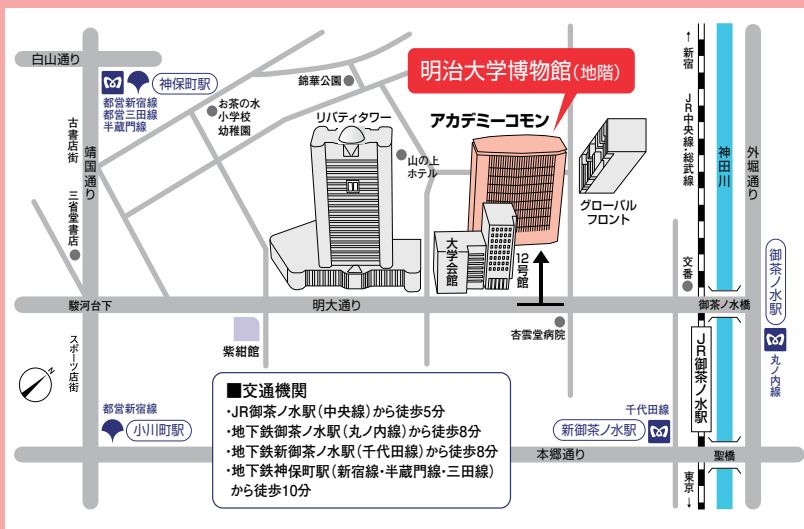 白山通り
神保町駅
都営新宿線
都営三田線
半蔵門線
古書店街
靖国通り
三省堂書店
お茶の水
小学校
幼稚園
錦華公園
リバティタワー
山の上
ホテル
明治大学博物館(地階)
アカデミーコモン
グローバル
フロント
大学会館
12号館
↑新宿
JR中央線・総武線
神田川
外堀通り
交番
御茶ノ水駅
丸ノ内線
駿河台下
明大通り
御茶ノ水橋
紫紺館
杏雲堂病院
JR御茶ノ水駅
スポーツ店街
N
都営新宿線
小川町駅
■交通機関
・JR御茶ノ水駅(中央線)から徒歩5分
・地下鉄御茶ノ水駅(丸ノ内線)から徒歩8分
・地下鉄新御茶ノ水駅(千代田線)から徒歩8分
・地下鉄神保町駅(新宿線・半蔵門線・三田線)
から徒歩10分
千代田線
新御茶ノ水駅
本郷通り
聖橋
東京↓